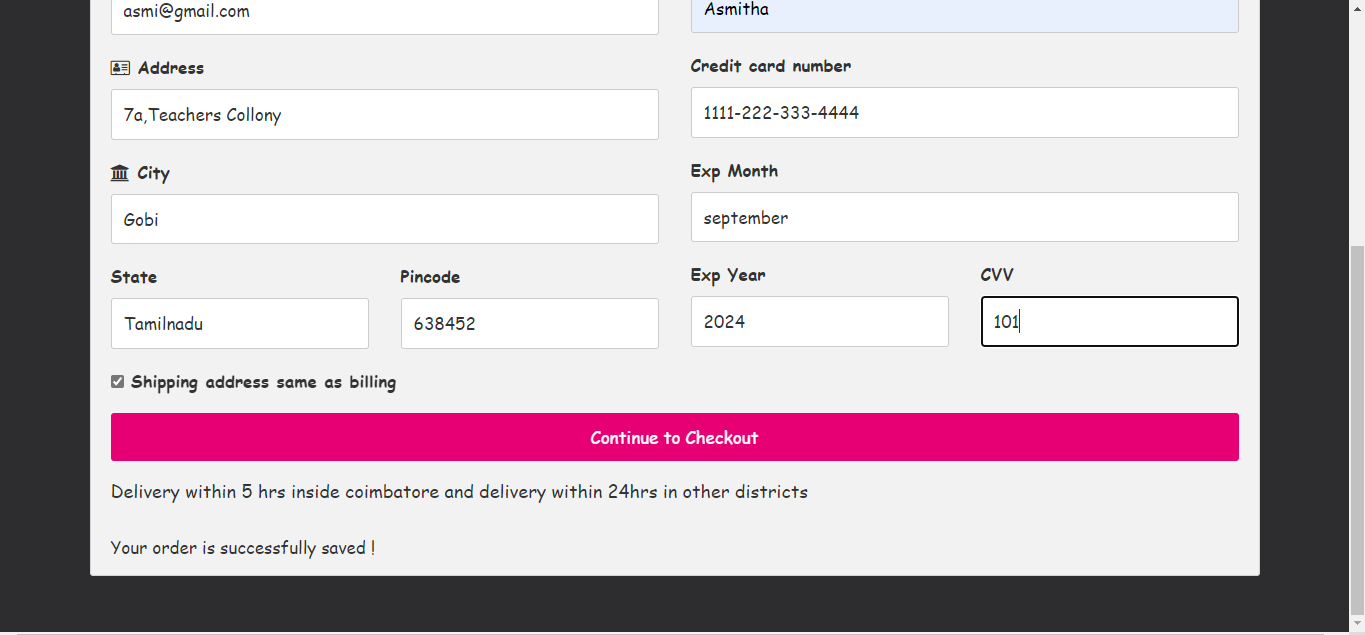 asmi@gmail.com
Asmitha
Address
7a,Teachers Collony
Credit card number
1111-222-333-4444
City
Gobi
Exp Month
september
State
Pincode
Tamilnadu
638452
Exp Year
CVV
2024
101
Shipping address same as billing
Continue to Checkout
Delivery within 5 hrs inside coimbatore and delivery within 24hrs in other districts
Your order is successfully saved !